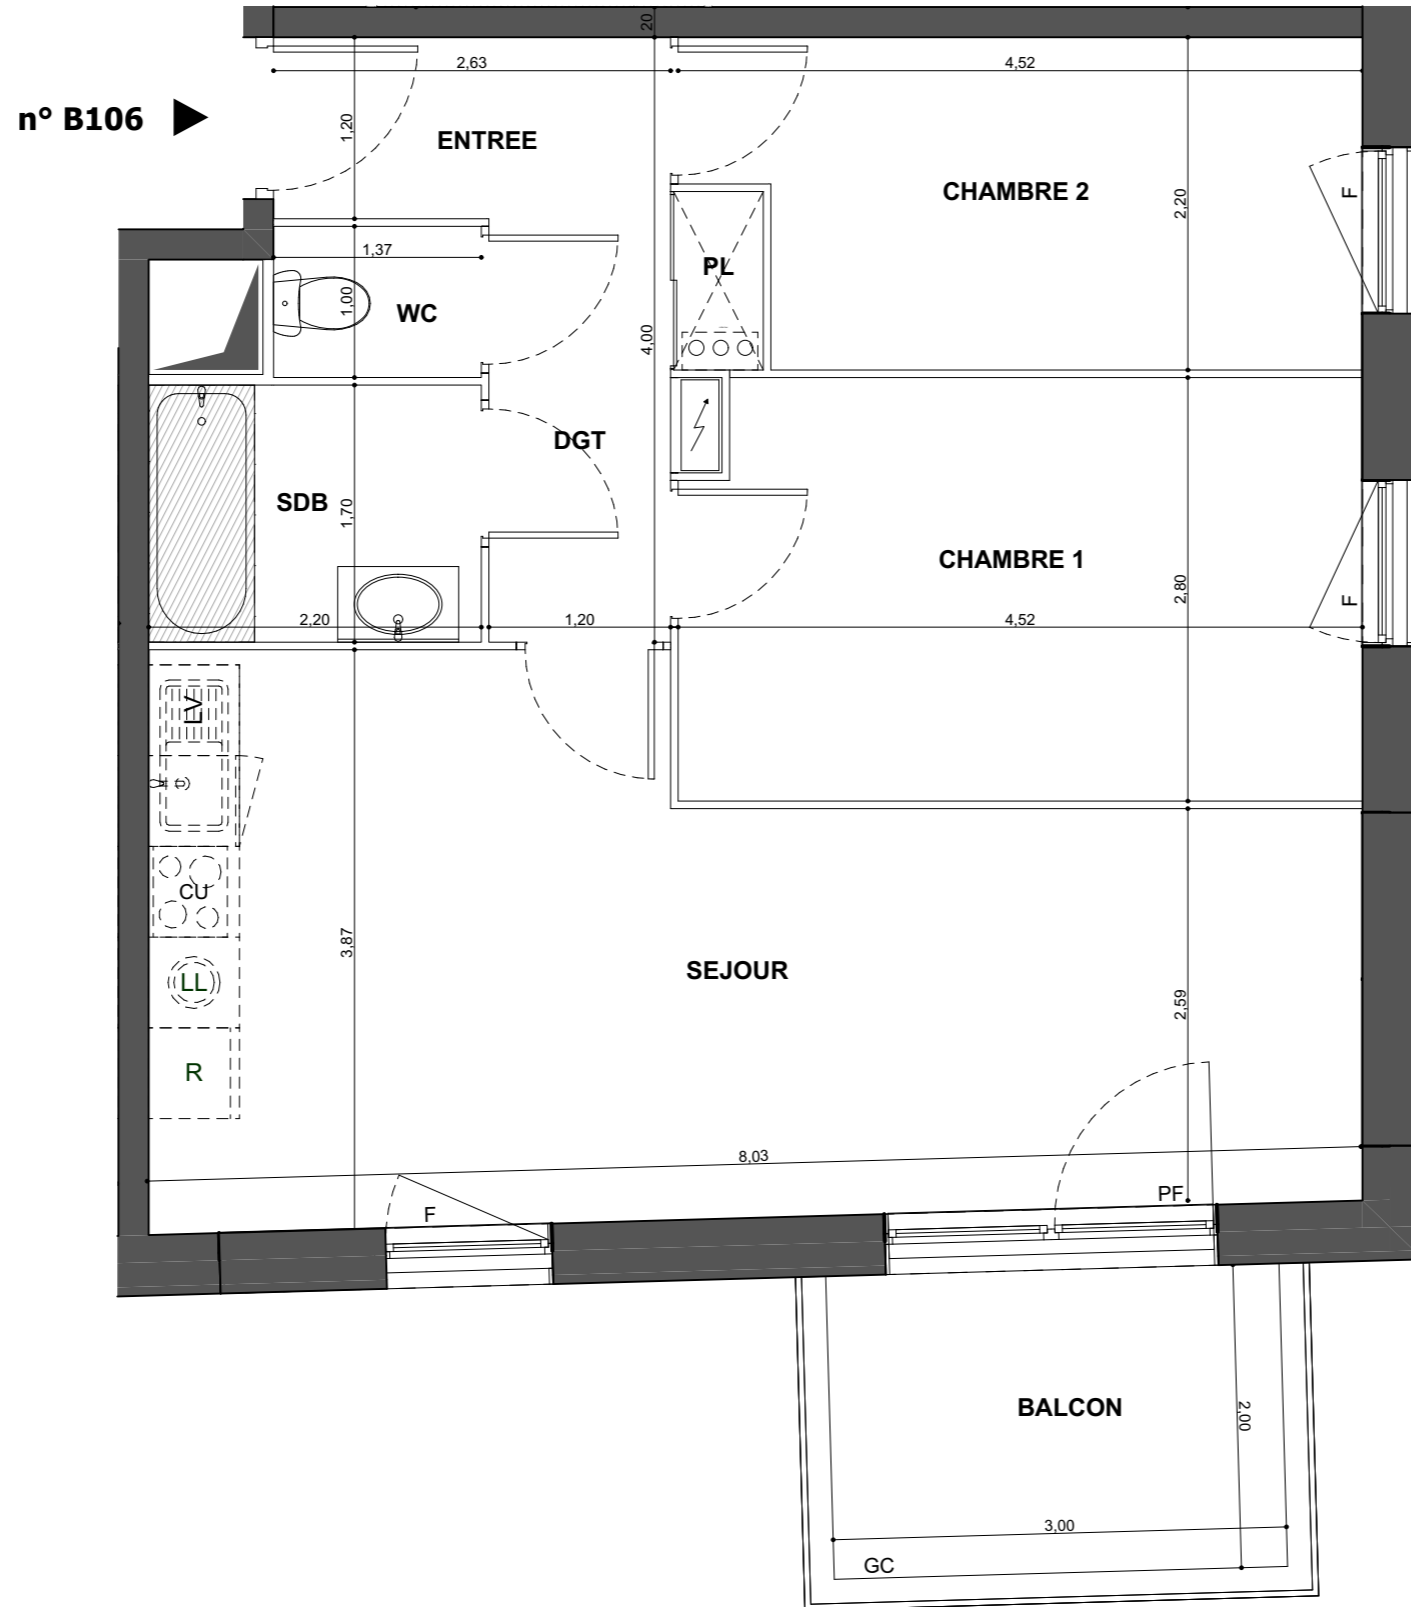 20
2,63
4,52
n° B106
1,20
ENTREE
CHAMBRE 2
F
2,20
1,37
PL
1,00
WC
4,00
DGT
SDB
1,70
CHAMBRE 1
2,80
F
2,20
1,20
4,52
LV
CU
3,87
SEJOUR
LL
2,59
R
8,03
PF
F
BALCON
2,00
3,00
GC